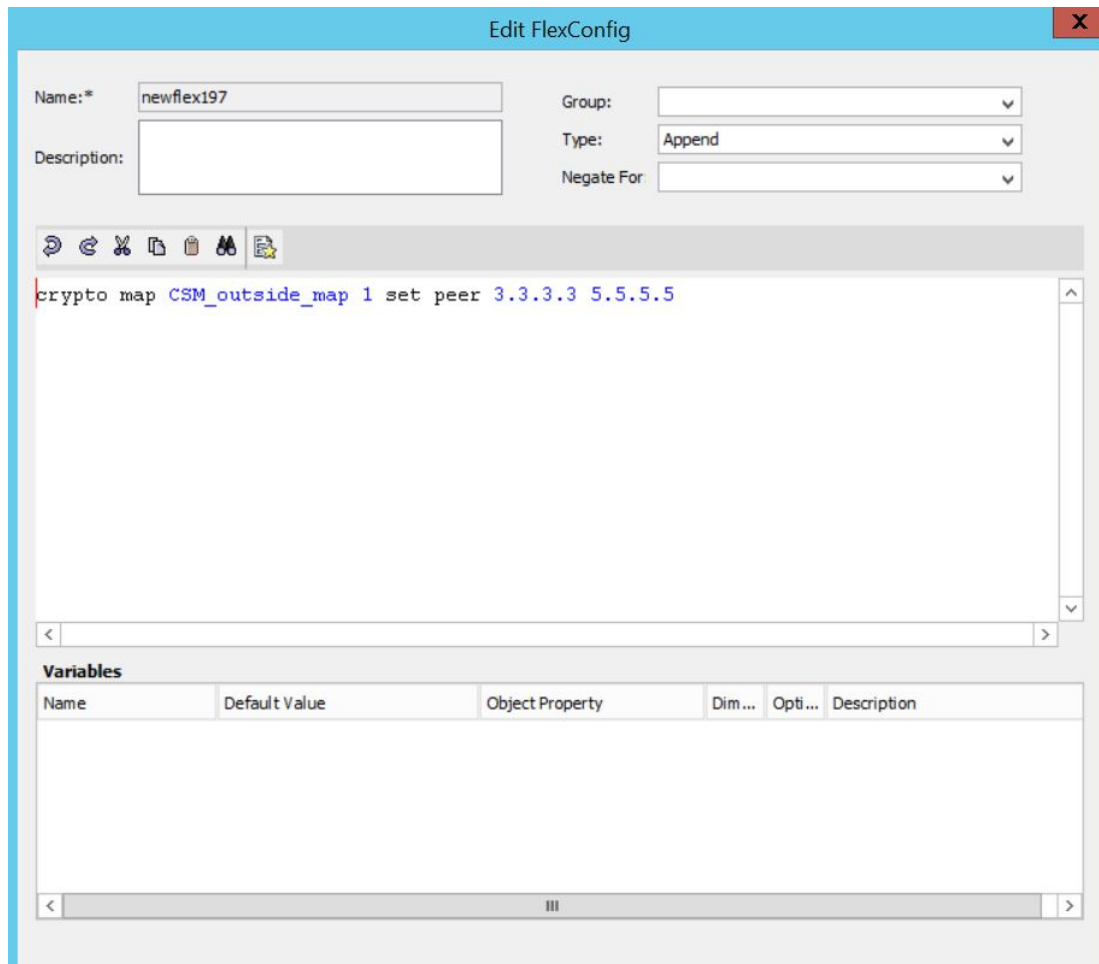 Edit FlexConfig
X
Name:* newflex197
Group:
Description:
Type: Append
Negate For
crypto map CSM_outside_map 1 set peer 3.3.3.3 5.5.5.5
Variables
Name Default Value Object Property Dim... Opti... Description